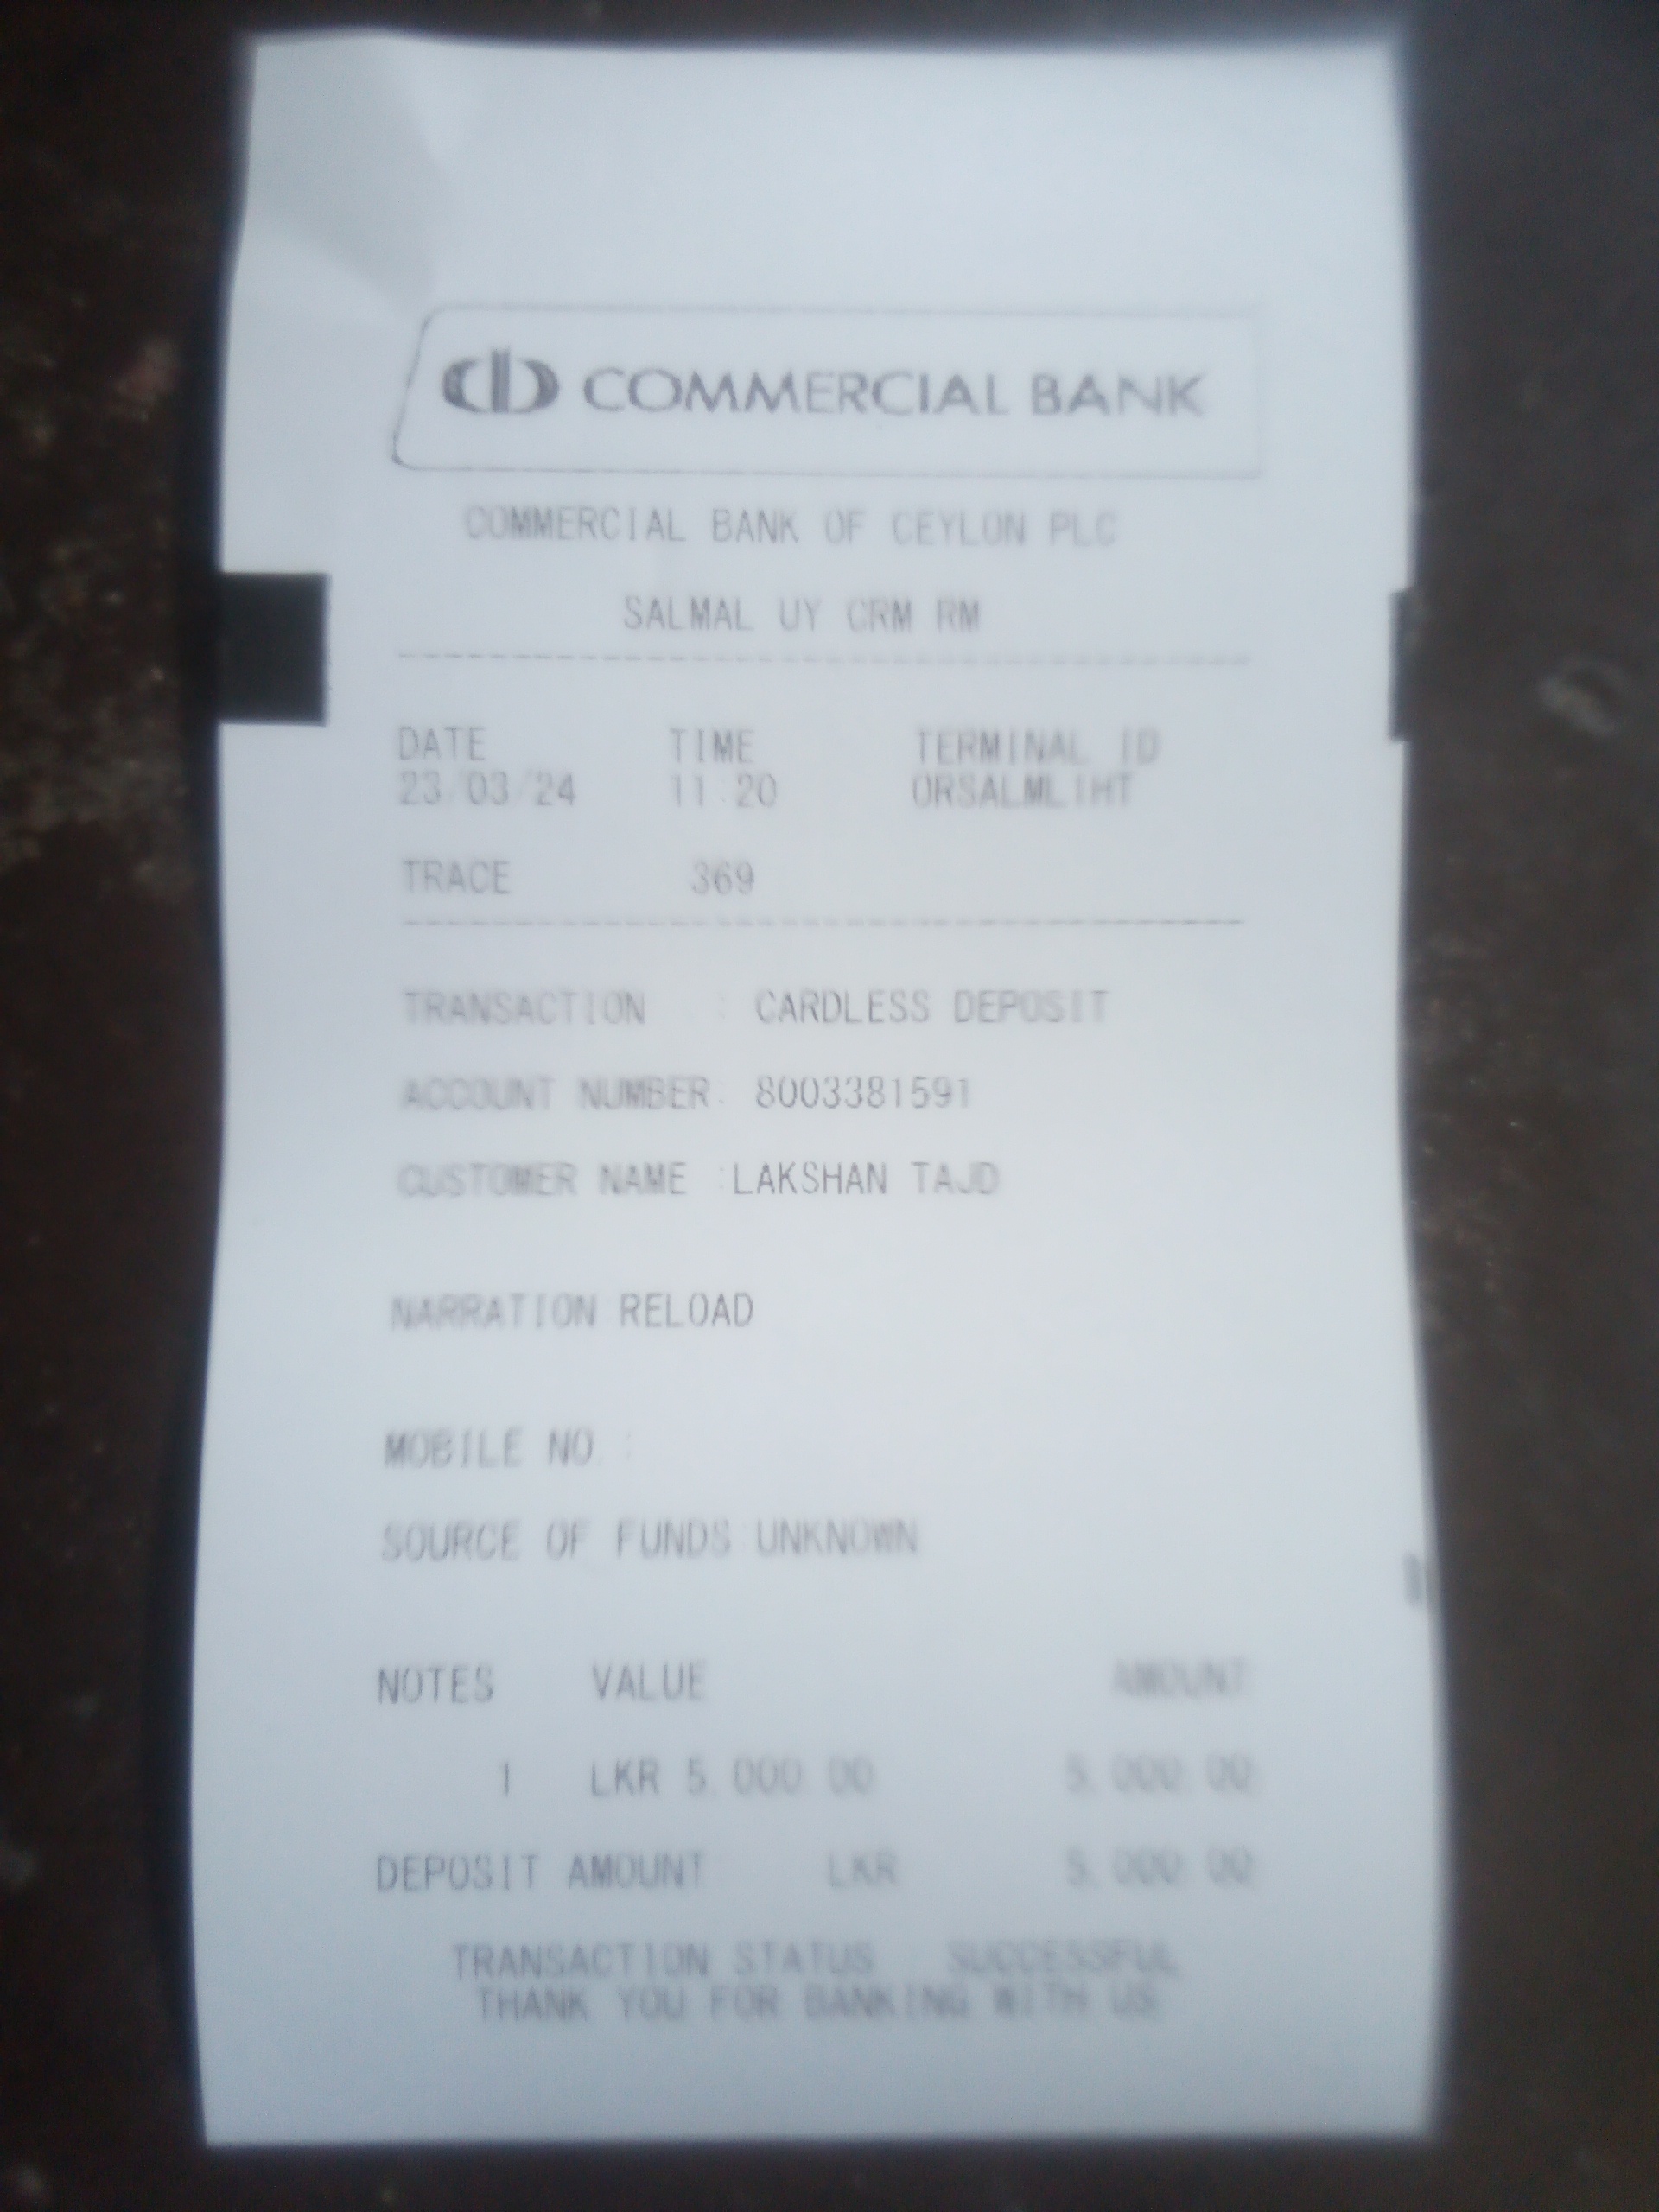 COMMERCIAL BANK
COMMERCIAL BANK OF CEYLON PLC
SALMAL UY CRM RM
DATE TIME TERMINAL ID
23/03/24 11:20
TRACE 369
TRANSACTION : CARDLESS DEPOSIT
ACCOUNT NUMBER: 8003381591
CUSTOMER NAME :LAKSHAN TAJD
NARRATION RELOAD
MOBILE NO :
SOURCE OF FUNDS UNKNOWN
NOTES VALUE AMOUNT
1 LKR 5,000.00 5,000.00
DEPOSIT AMOUNT LKR 5,000.00
TRANSACTION STATUS SUCCESSFUL
THANK YOU FOR BANKING WITH US